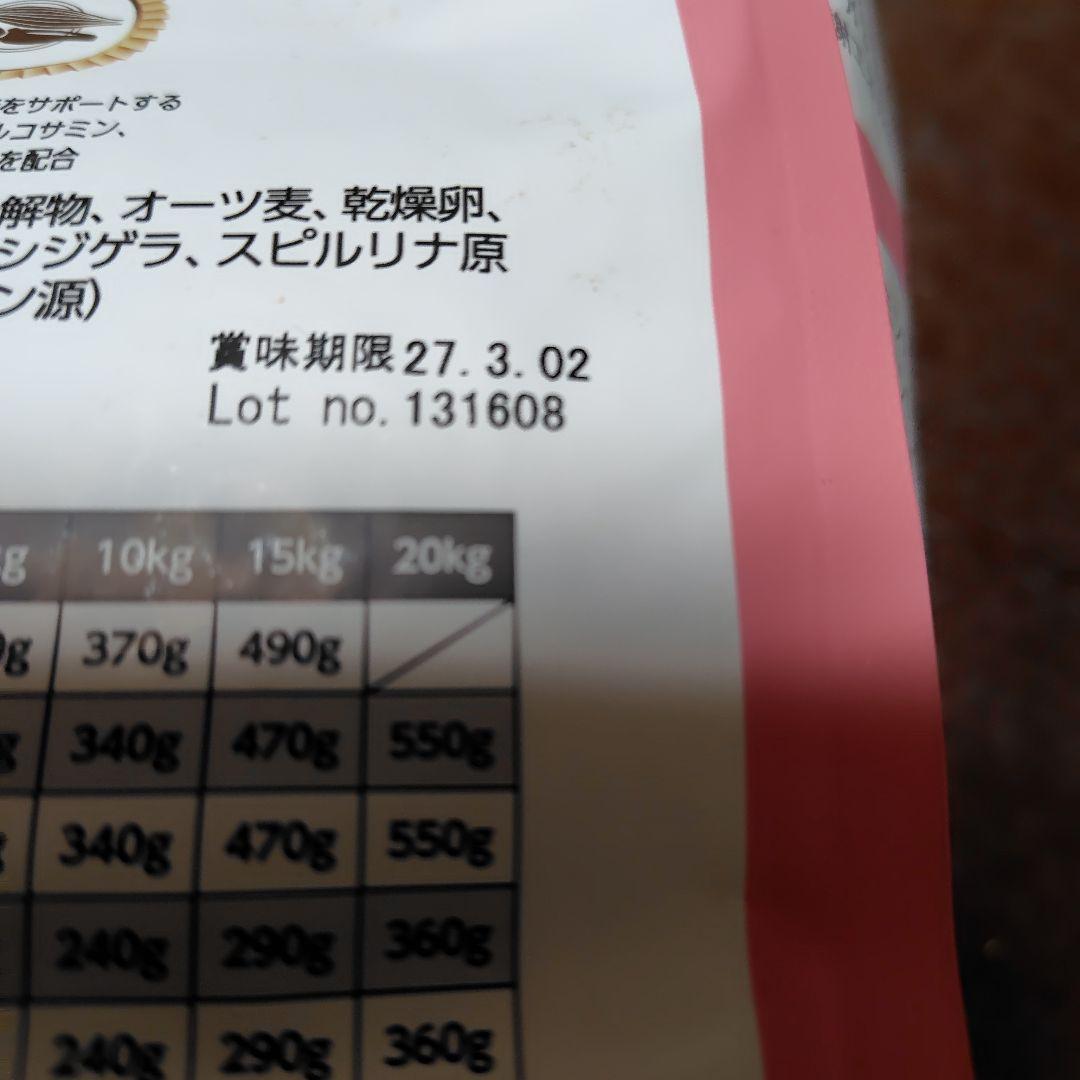 をサポートする
ルコサミン、
を配合
解物、オーツ麦、乾燥卵、
シジゲラ、スピルリナ原
ン源）
賞味期限 27. 3. 02
Lot no. 131608
10kg 15kg 20kg
370g 490g
340g 470g 550g
340g 470g 550g
240g 290g 360g
240g 290g 360g